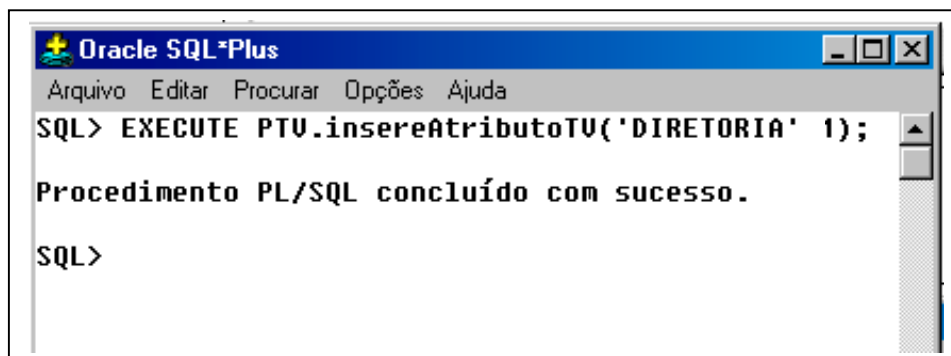 Oracle SQL*Plus
Arquivo Editar Procurar Opções Ajuda
SQL> EXECUTE PTV.insereAtributoTV('DIRETORIA' 1);
Procedimento PL/SQL concluído com sucesso.
SQL>